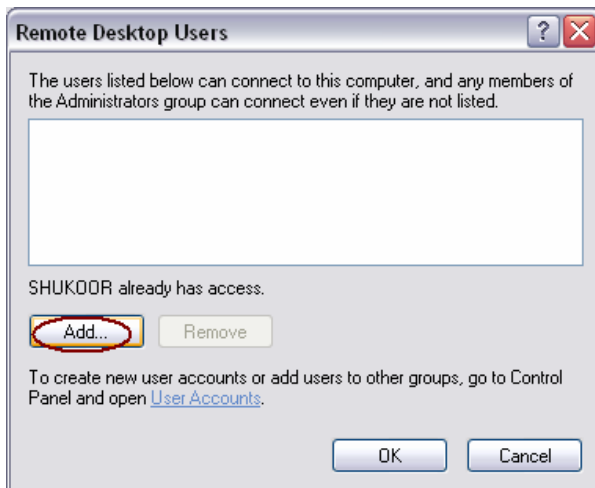 Remote Desktop Users
The users listed below can connect to this computer, and any members of
the Administrators group can connect even if they are not listed.
SHUKOOR already has access.
Add...
Remove
To create new user accounts or add users to other groups, go to Control
Panel and open User Accounts.
OK
Cancel